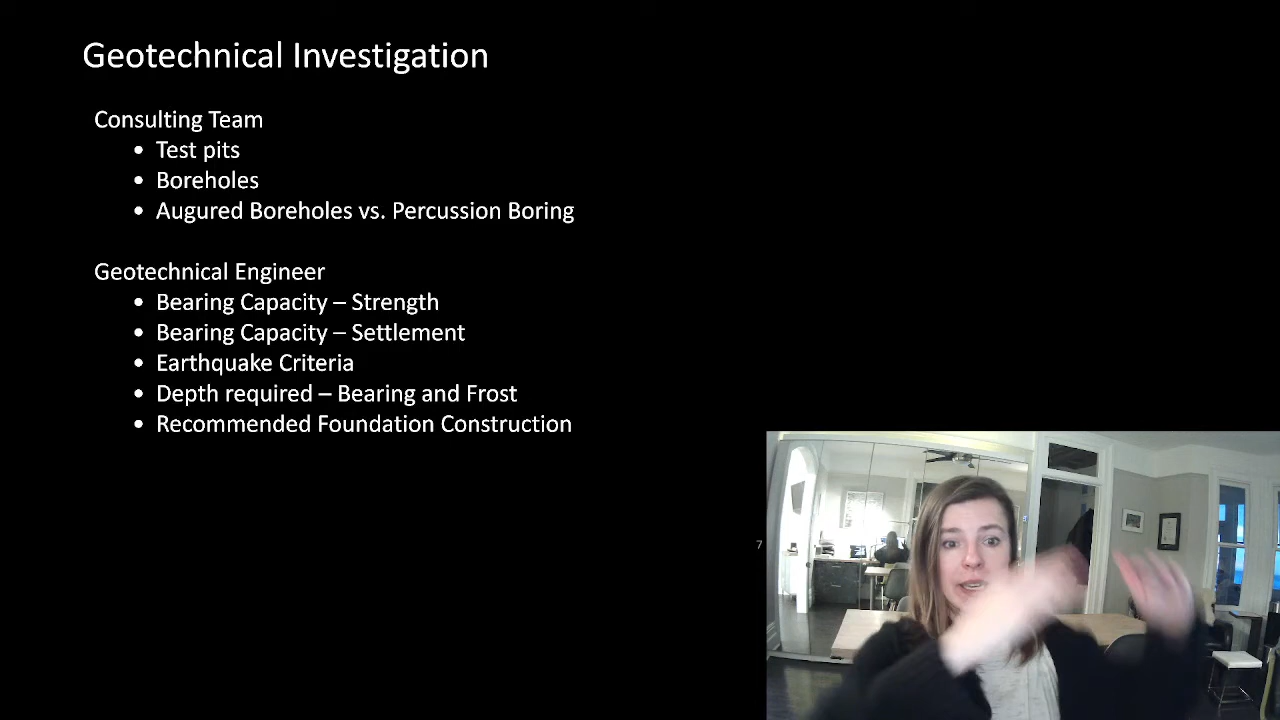 Geotechnical Investigation
Consulting Team
• Test pits
• Boreholes
• Augured Boreholes vs. Percussion Boring
Geotechnical Engineer
• Bearing Capacity – Strength
• Bearing Capacity – Settlement
• Earthquake Criteria
• Depth required – Bearing and Frost
• Recommended Foundation Construction
7